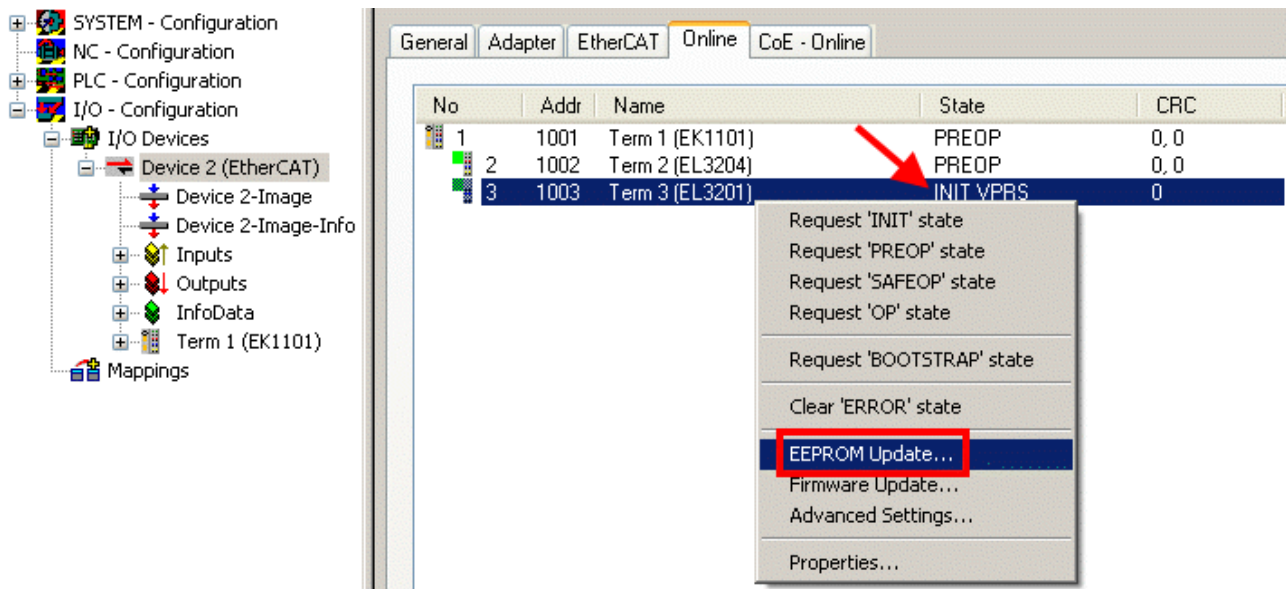 SYSTEM - Configuration
NC - Configuration
PLC - Configuration
I/O - Configuration
I/O Devices
Device 2 (EtherCAT)
Device 2-Image
Device 2-Image-Info
Inputs
Outputs
InfoData
Term 1 (EK1101)
Mappings
General Adapter EtherCAT Online CoE - Online
No Addr Name State CRC
1 1001 Term 1 (EK1101) PREOP 0, 0
2 1002 Term 2 (EL3204) PREOP 0, 0
3 1003 Term 3 (EL3201) INIT VPRS 0
Request 'INIT' state
Request 'PREOP' state
Request 'SAFEOP' state
Request 'OP' state
Request 'BOOTSTRAP' state
Clear 'ERROR' state
EEPROM Update...
Firmware Update...
Advanced Settings...
Properties...